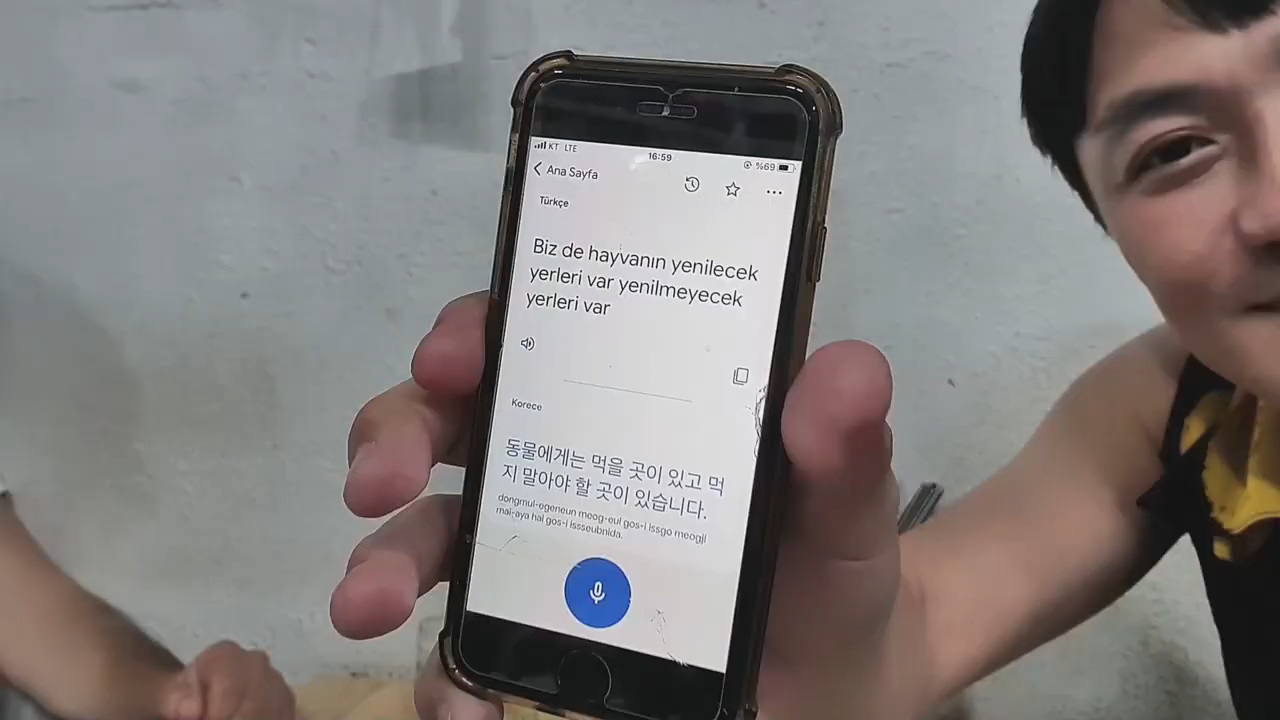 KT LTE
16:59
%69
Ana Sayfa
Türkçe
Biz de hayvanın yenilecek
yerleri var yenilmeyecek
yerleri var
Korece
동물에게는 먹을 곳이 있고 먹
지 말아야 할 곳이 있습니다.
dongmul-egeneun meog-eul gos-i issgo meogji
mal-aya hal gos-i issseubnida.